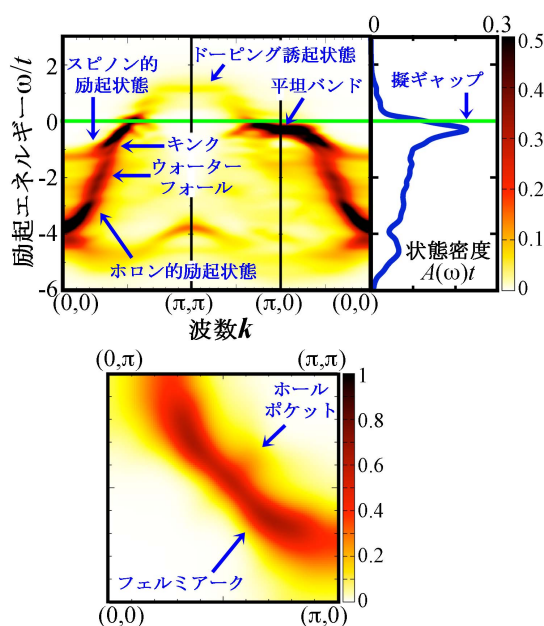 0 0.3
スピノン的
励起状態
ドーピング誘起状態
平坦バンド
擬ギャップ
キンク
ウォーター
フォール
ホロン的励起状態
励起エネルギーω/t
2
0
-2
-4
-6
(0,0) (π,π) (π,0) (0,0)
波数k
状態密度
A(ω)t
0.5
0.4
0.3
0.2
0.1
0
(0,π) (π,π)
ホール
ポケット
フェルミアーク
(0,0) (π,0)
1
0.8
0.6
0.4
0.2
0